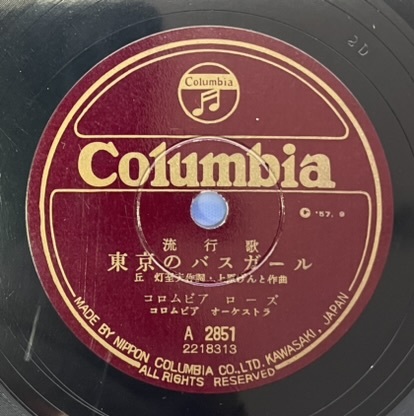 2D
Columbia
Columbia
Ⓒ '57. 9
流行歌
東京のバスガール
丘 灯至夫作詞・上原げんと作曲
コロムビア ローズ
コロムビア オーケストラ
A 2851
2218313
MADE BY NIPPON COLUMBIA CO., LTD. KAWASAKI, JAPAN
ALL RIGHTS RESERVED